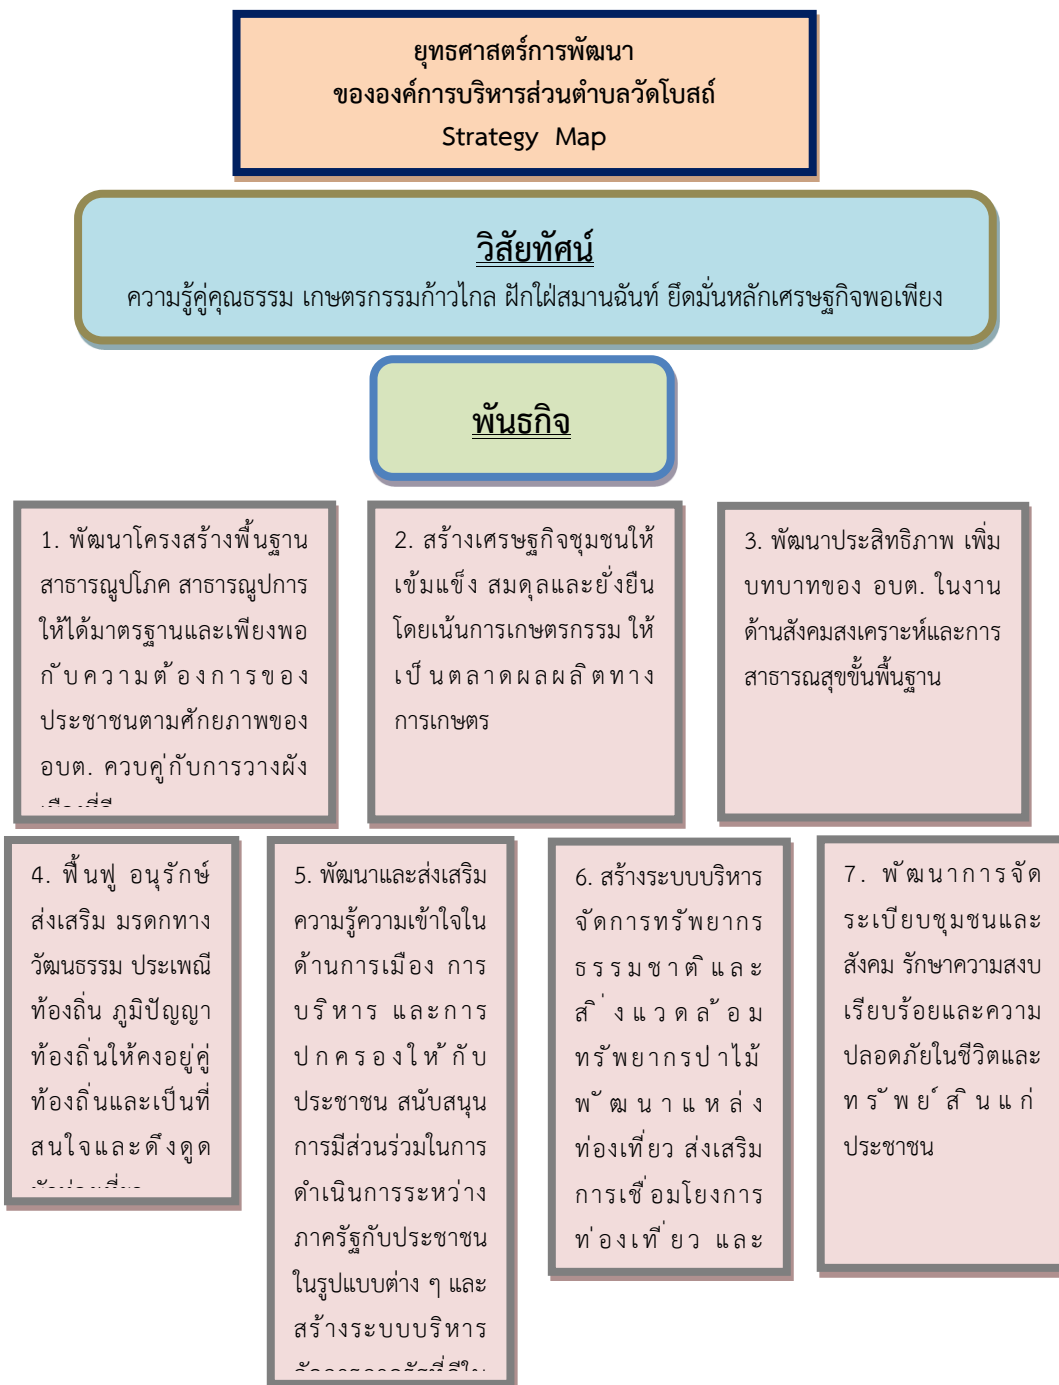 ยุทธศาสตร์การพัฒนา
ขององค์การบริหารส่วนตำบลวัดโบสถ์
Strategy Map
วิสัยทัศน์
ความรู้คู่คุณธรรม เกษตรกรรมก้าวไกล ฝักใฝ่สมานฉันท์ ยึดมั่นหลักเศรษฐกิจพอเพียง
พันธกิจ
1. พัฒนาโครงสร้างพื้นฐาน
สาธารณูปโภค สาธารณูปการ
ให้ได้มาตรฐานและเพียงพอ
กับความต้องการของ
ประชาชนตามศักยภาพของ
อบต. ควบคู่กับการวางผัง
2. สร้างเศรษฐกิจชุมชนให้
เข้มแข็ง สมดุลและยั่งยืน
โดยเน้นการเกษตรกรรม ให้
เป็นตลาดผลผลิตทาง
การเกษตร
3. พัฒนาประสิทธิภาพ เพิ่ม
บทบาทของ อบต. ในงาน
ด้านสังคมสงเคราะห์และการ
สาธารณสุขขั้นพื้นฐาน
4. ฟื้นฟู อนุรักษ์
ส่งเสริม มรดกทาง
วัฒนธรรม ประเพณี
ท้องถิ่น ภูมิปัญญา
ท้องถิ่นให้คงอยู่คู่
ท้องถิ่นและเป็นที่
สนใจและดึงดูด
5. พัฒนาและส่งเสริม
ความรู้ความเข้าใจใน
ด้านการเมือง การ
บริหาร และการ
ปกครองให้กับ
ประชาชน สนับสนุน
การมีส่วนร่วมในการ
ดำเนินการระหว่าง
ภาครัฐกับประชาชน
ในรูปแบบต่าง ๆ และ
สร้างระบบบริหาร
6. สร้างระบบบริหาร
จัดการทรัพยากร
ธรรมชาติและ
สิ่งแวดล้อม
ทรัพยากรป่าไม้
พัฒนาแหล่ง
ท่องเที่ยว ส่งเสริม
การเชื่อมโยงการ
ท่องเที่ยว และ
7. พัฒนาการจัด
ระเบียบชุมชนและ
สังคม รักษาความสงบ
เรียบร้อยและความ
ปลอดภัยในชีวิตและ
ทรัพย์สินแก่
ประชาชน